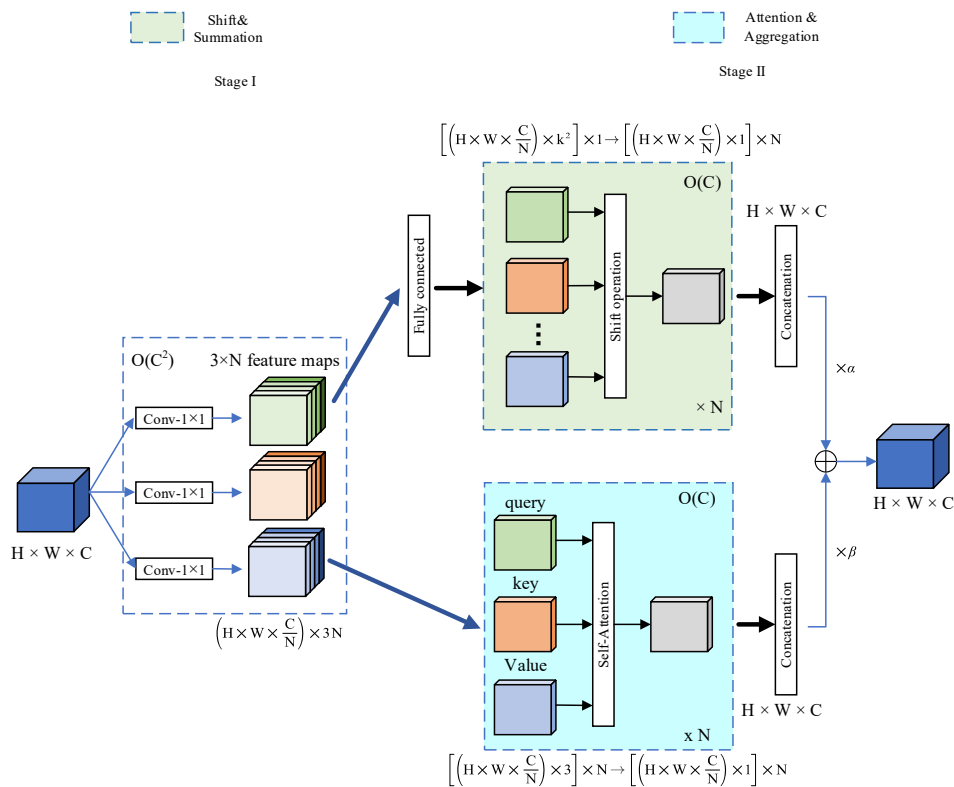 Shift&
Summation
Attention &
Aggregation
Stage I
Stage II
[(H × W × C/N) × k²] × 1 → [(H × W × C/N) × 1] × N
O(C)
H × W × C
Fully connected
Shift operation
Concatenation
× N
×α
O(C²)
3×N feature maps
Conv-1×1
Conv-1×1
Conv-1×1
H × W × C
(H × W × C/N) × 3N
O(C)
query
key
Value
Self-Attention
x N
Concatenation
H × W × C
×β
H × W × C
[(H × W × C/N) × 3] × N → [(H × W × C/N) × 1] × N